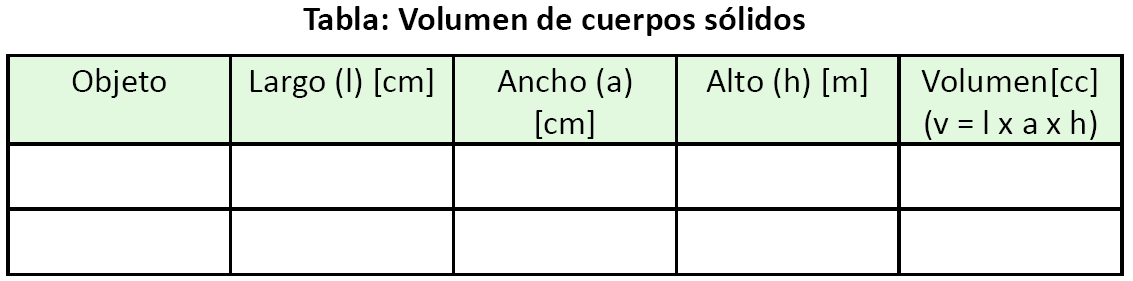 Tabla: Volumen de cuerpos sólidos
Objeto
Largo (l) [cm]
Ancho (a)
[cm]
Alto (h) [m]
Volumen[cc]
(v = l x a x h)